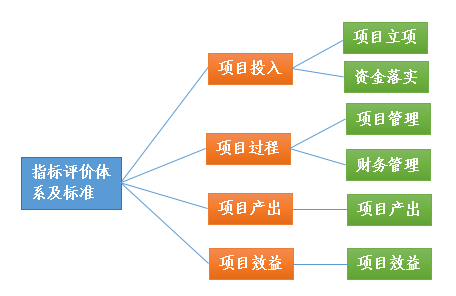 项目立项
项目投入
资金落实
项目管理
项目过程
财务管理
指标评价体
系及标准
项目产出
项目产出
项目效益
项目效益